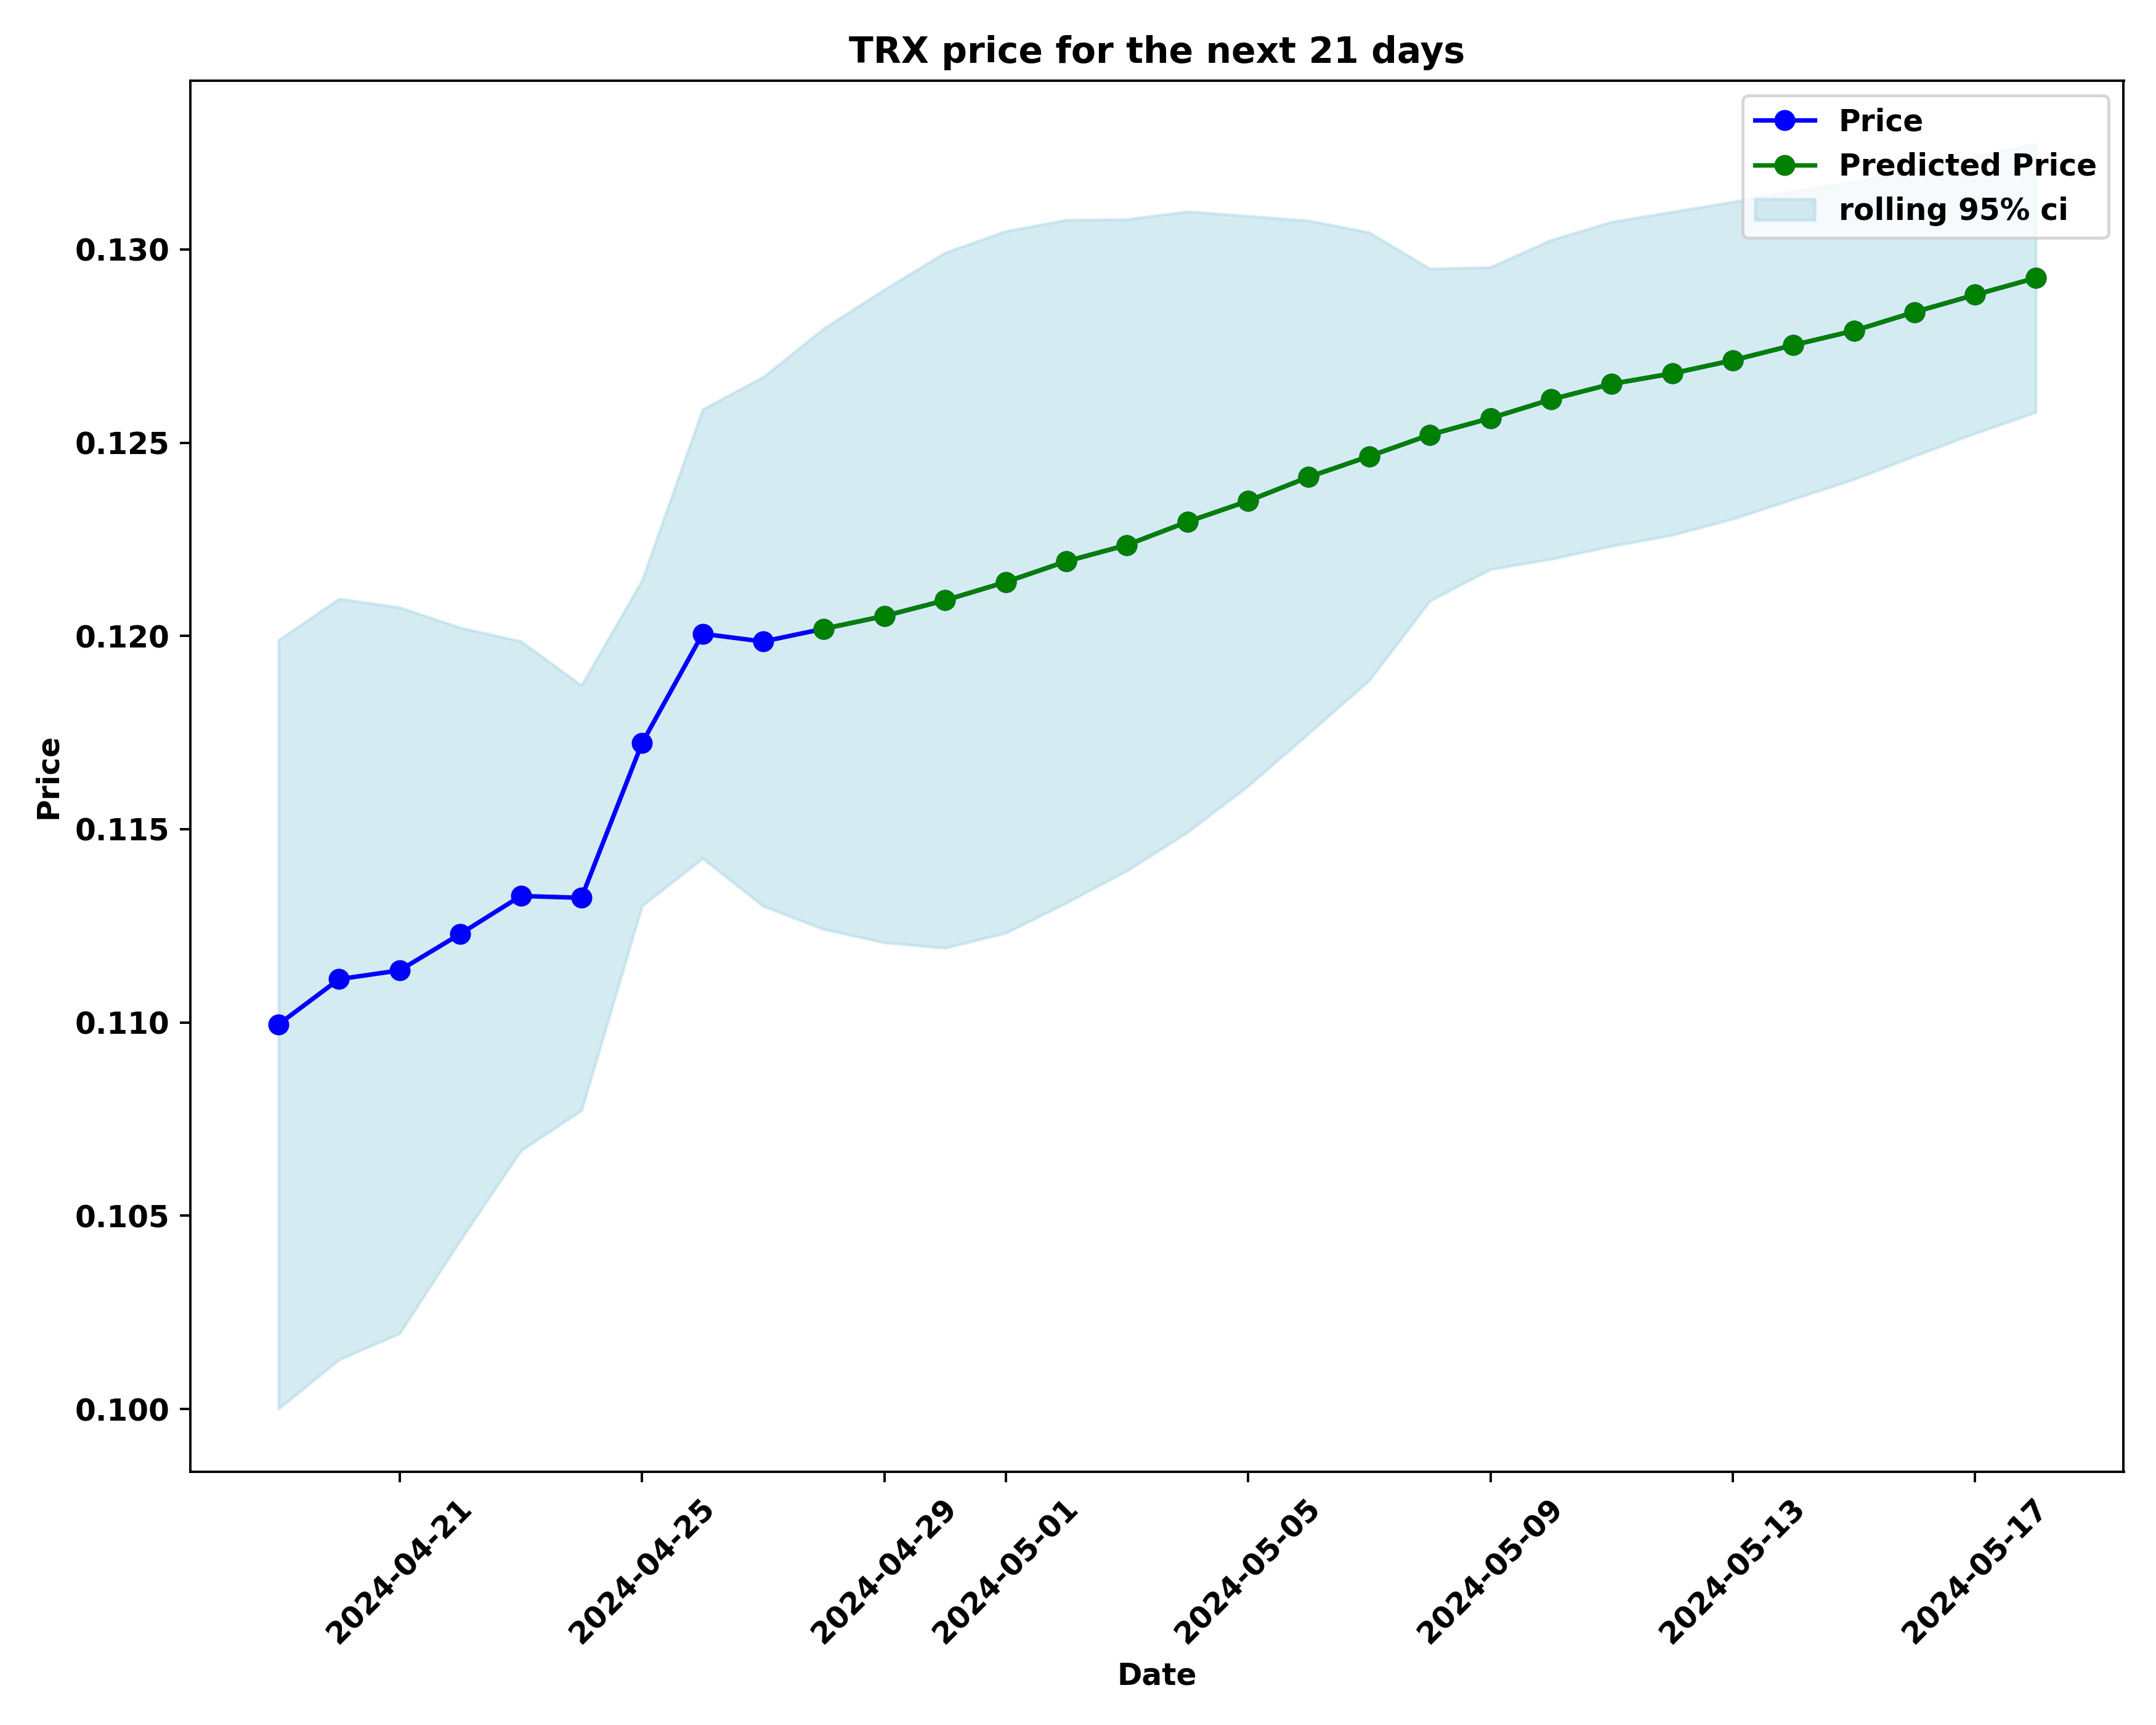 TRX price for the next 21 days
Price
Predicted Price
rolling 95% ci
0.130
0.125
0.120
0.115
0.110
0.105
0.100
Price
2024-04-21
2024-04-25
2024-04-29
2024-05-01
2024-05-05
2024-05-09
2024-05-13
2024-05-17
Date